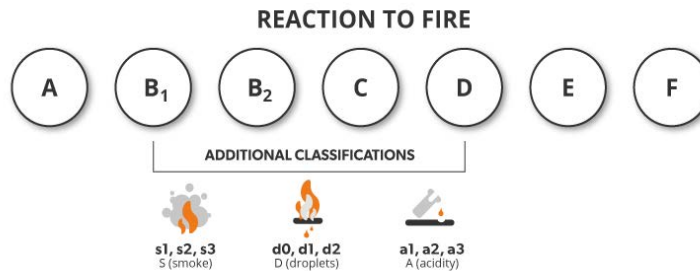 REACTION TO FIRE
A B₁ B₂ C D E F
ADDITIONAL CLASSIFICATIONS
s1, s2, s3 d0, d1, d2 a1, a2, a3
S (smoke) D (droplets) A (acidity)